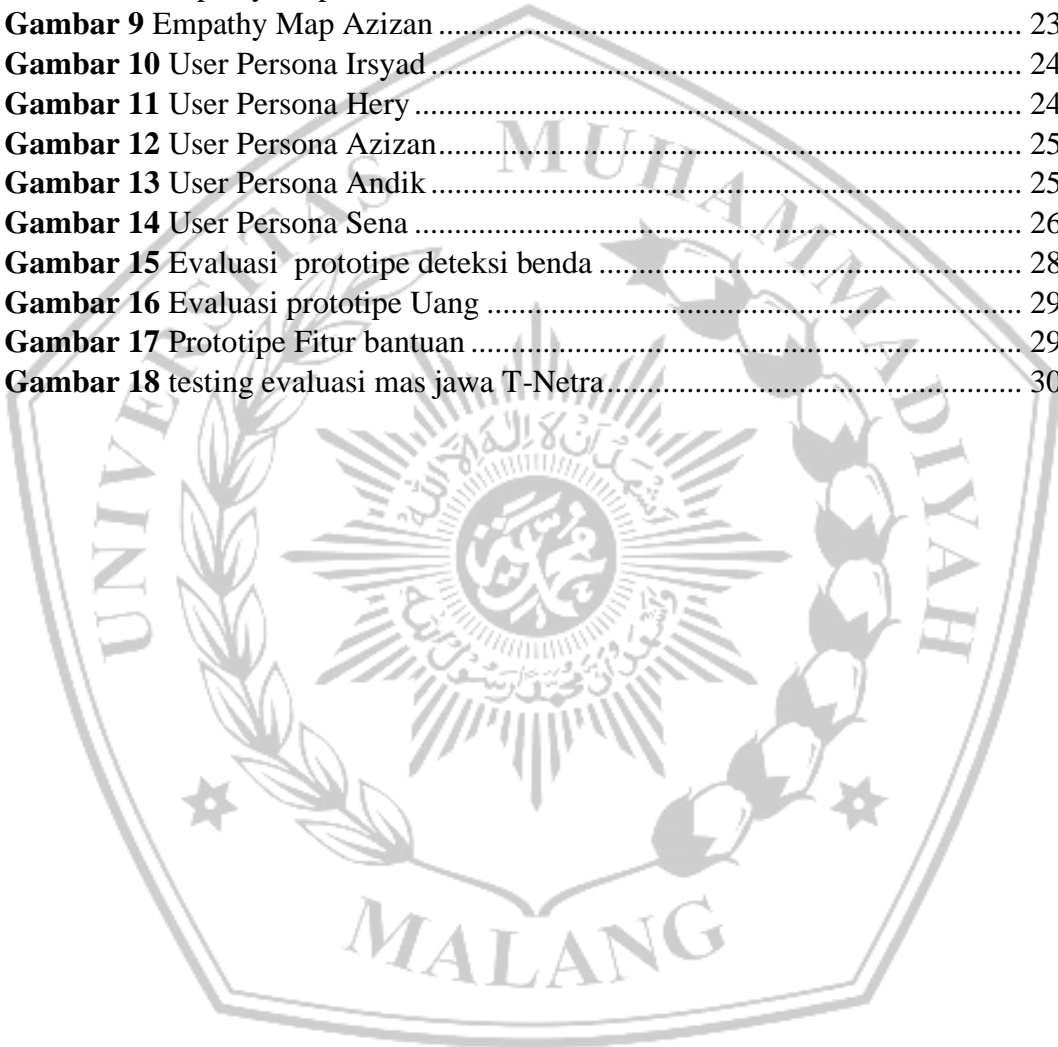 Gambar 9 Empathy Map Azizan ........................................................................ 23
Gambar 10 User Persona Irsyad ........................................................................ 24
Gambar 11 User Persona Hery ........................................................................ 24
Gambar 12 User Persona Azizan ........................................................................ 25
Gambar 13 User Persona Andik ........................................................................ 25
Gambar 14 User Persona Sena ........................................................................ 26
Gambar 15 Evaluasi  prototipe deteksi benda ........................................................ 28
Gambar 16 Evaluasi prototipe Uang ........................................................................ 29
Gambar 17 Prototipe Fitur bantuan ........................................................................ 29
Gambar 18 testing evaluasi mas jawa T-Netra ........................................................ 30
UNIVERSITAS MUHAMMADIYAH
MALANG